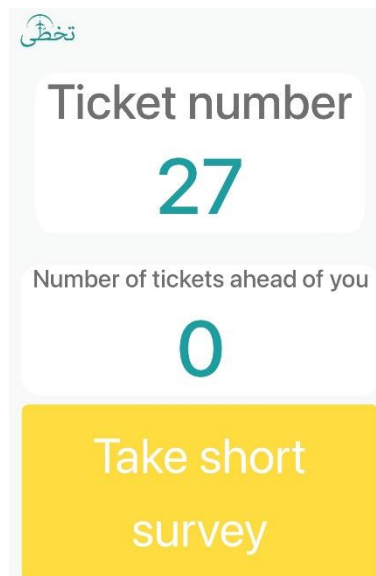 تخطى
Ticket number
27
Number of tickets ahead of you
0
Take short
survey